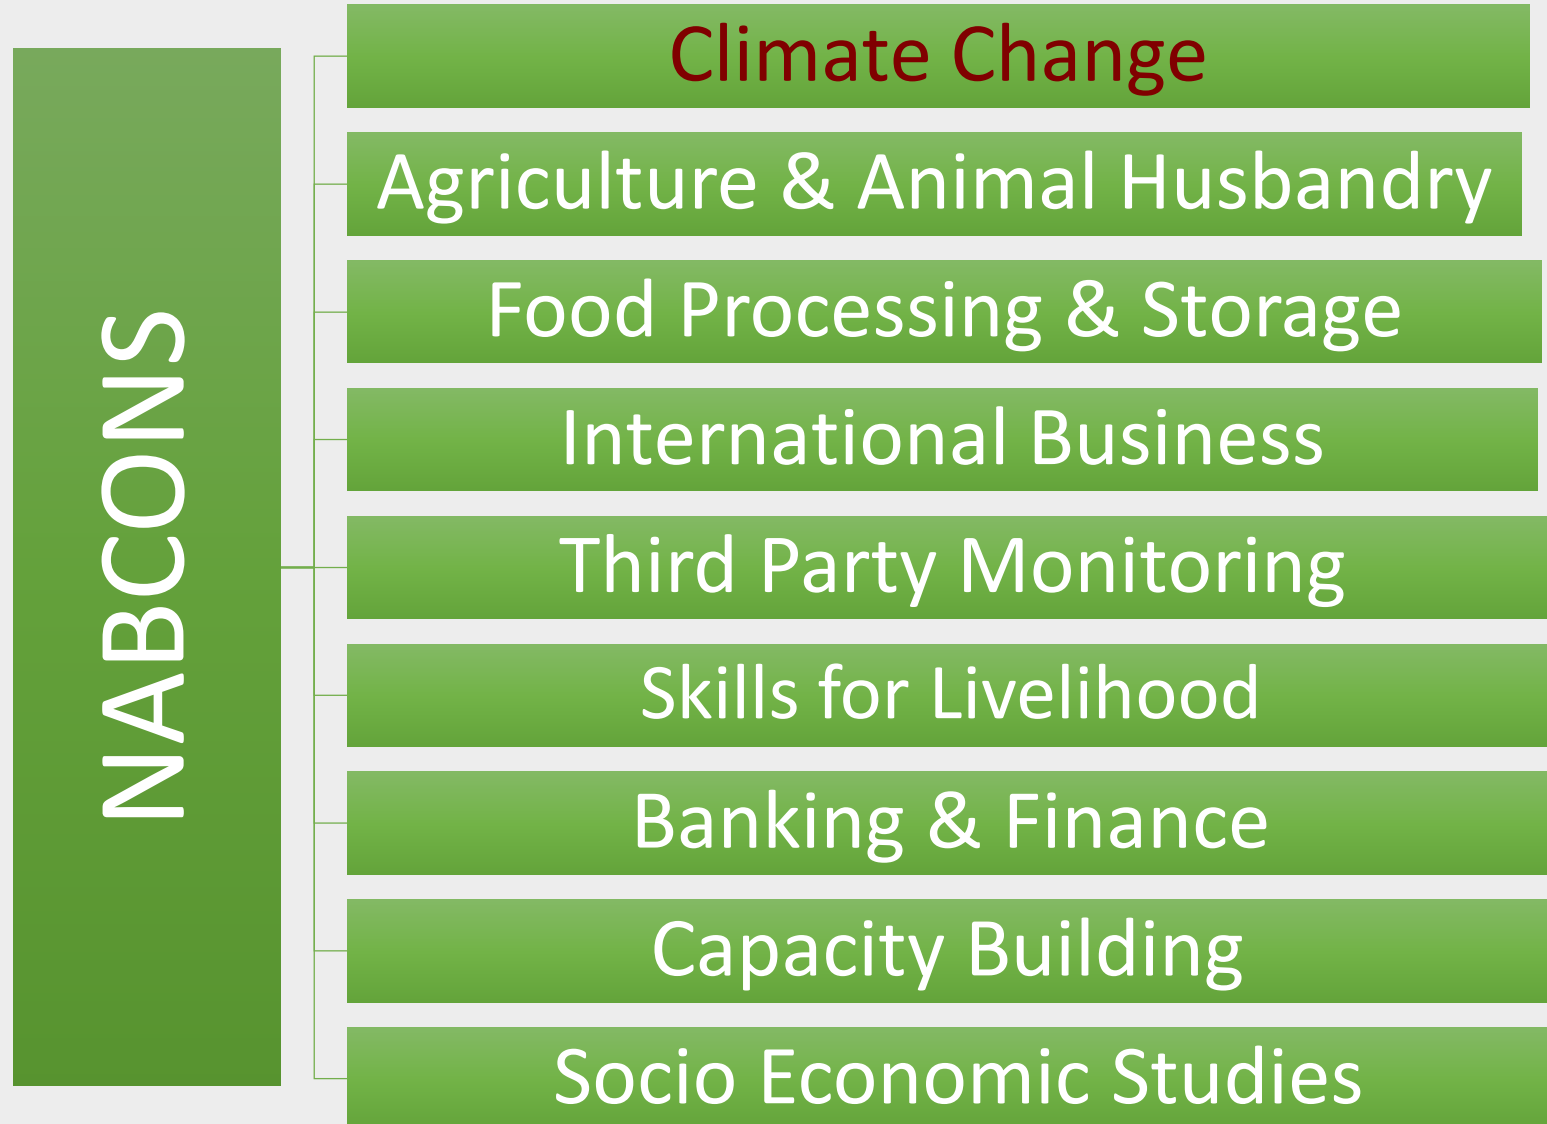 NABCONS
Climate Change
Agriculture & Animal Husbandry
Food Processing & Storage
International Business
Third Party Monitoring
Skills for Livelihood
Banking & Finance
Capacity Building
Socio Economic Studies